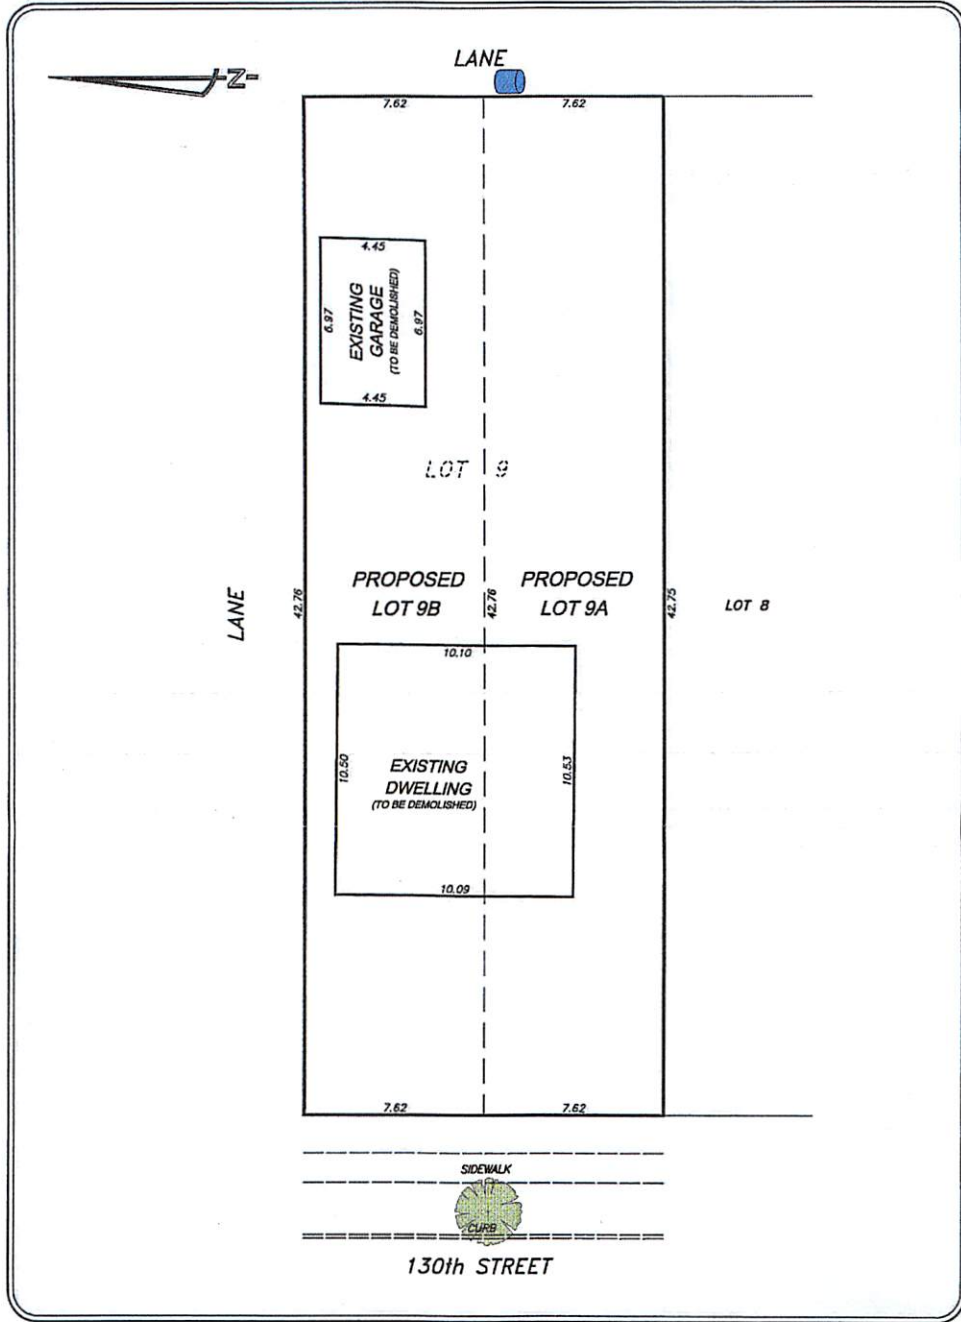 LANE
-Z-
7.62 7.62
4.45
6.97
EXISTING
GARAGE
(TO BE DEMOLISHED)
6.97
4.45
LOT 9
PROPOSED
LOT 9B
PROPOSED
LOT 9A
LANE
42.76
42.76
42.75
LOT 8
10.10
10.50
EXISTING
DWELLING
(TO BE DEMOLISHED)
10.53
10.09
7.62 7.62
SIDEWALK
CURB
130th STREET